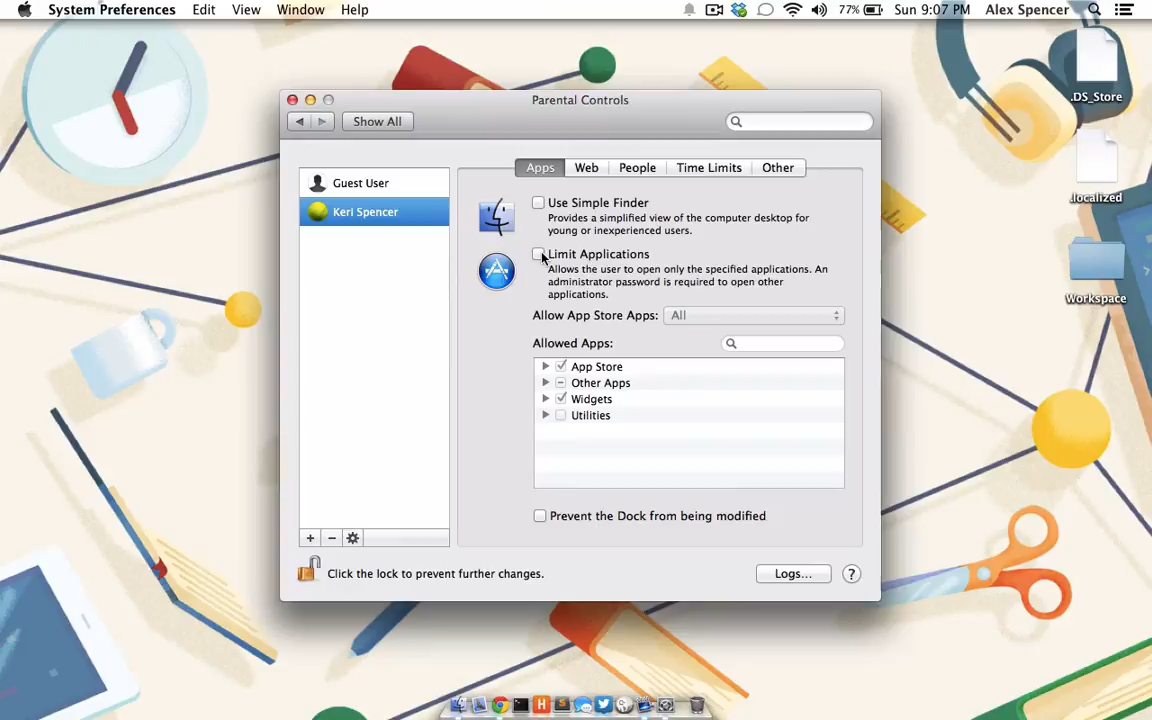 System Preferences Edit View Window Help 77% Sun 9:07 PM Alex Spencer
.DS_Store
.localized
Workspace
Parental Controls
Show All
Guest User
Keri Spencer
Apps Web People Time Limits Other
Use Simple Finder
Provides a simplified view of the computer desktop for
young or inexperienced users.
Limit Applications
Allows the user to open only the specified applications. An
administrator password is required to open other
applications.
Allow App Store Apps: All
Allowed Apps:
App Store
Other Apps
Widgets
Utilities
Prevent the Dock from being modified
Click the lock to prevent further changes.
Logs... ?